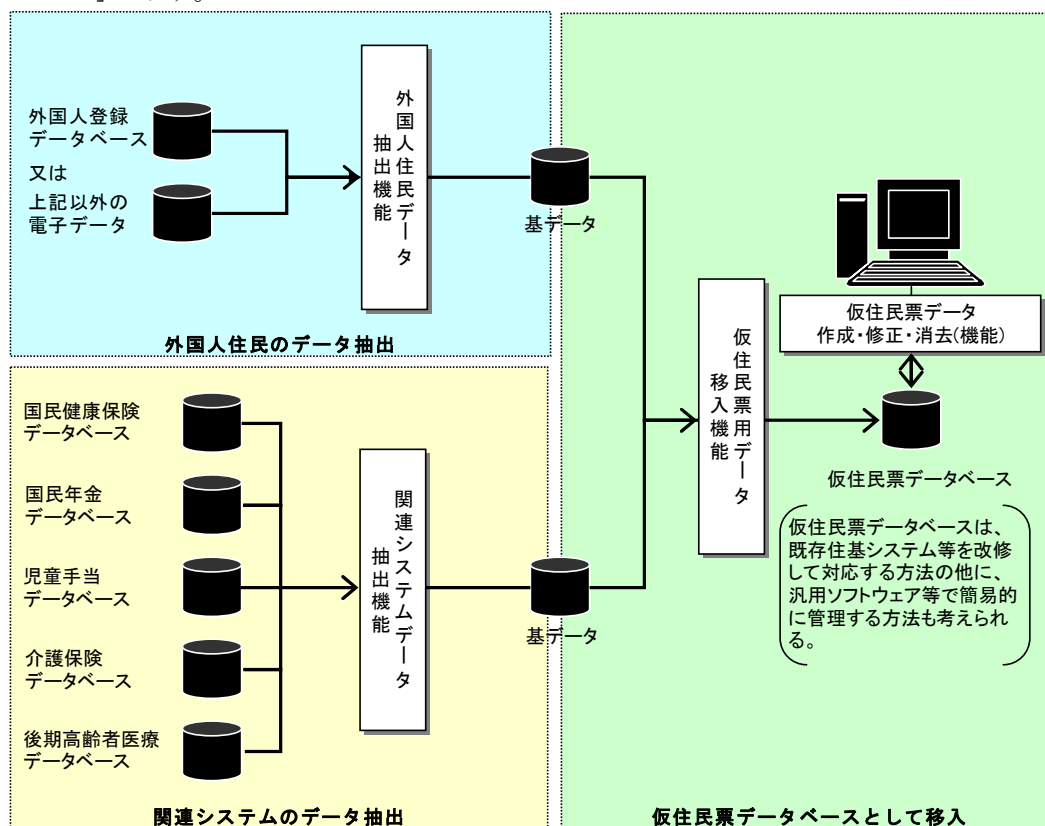 外国人登録
データベース
又は
上記以外の
電子データ
外国人住民データ
抽出機能
基データ
外国人住民のデータ抽出
国民健康保険
データベース
国民年金
データベース
児童手当
データベース
介護保険
データベース
後期高齢者医療
データベース
関連システムデータ
抽出機能
基データ
関連システムのデータ抽出
仮住民票用データ
移入機能
仮住民票データ
作成・修正・消去(機能)
仮住民票データベース
仮住民票データベースは、
既存住基システム等を改修
して対応する方法の他に、
汎用ソフトウェア等で簡易的
に管理する方法も考えられ
る。
仮住民票データベースとして移入